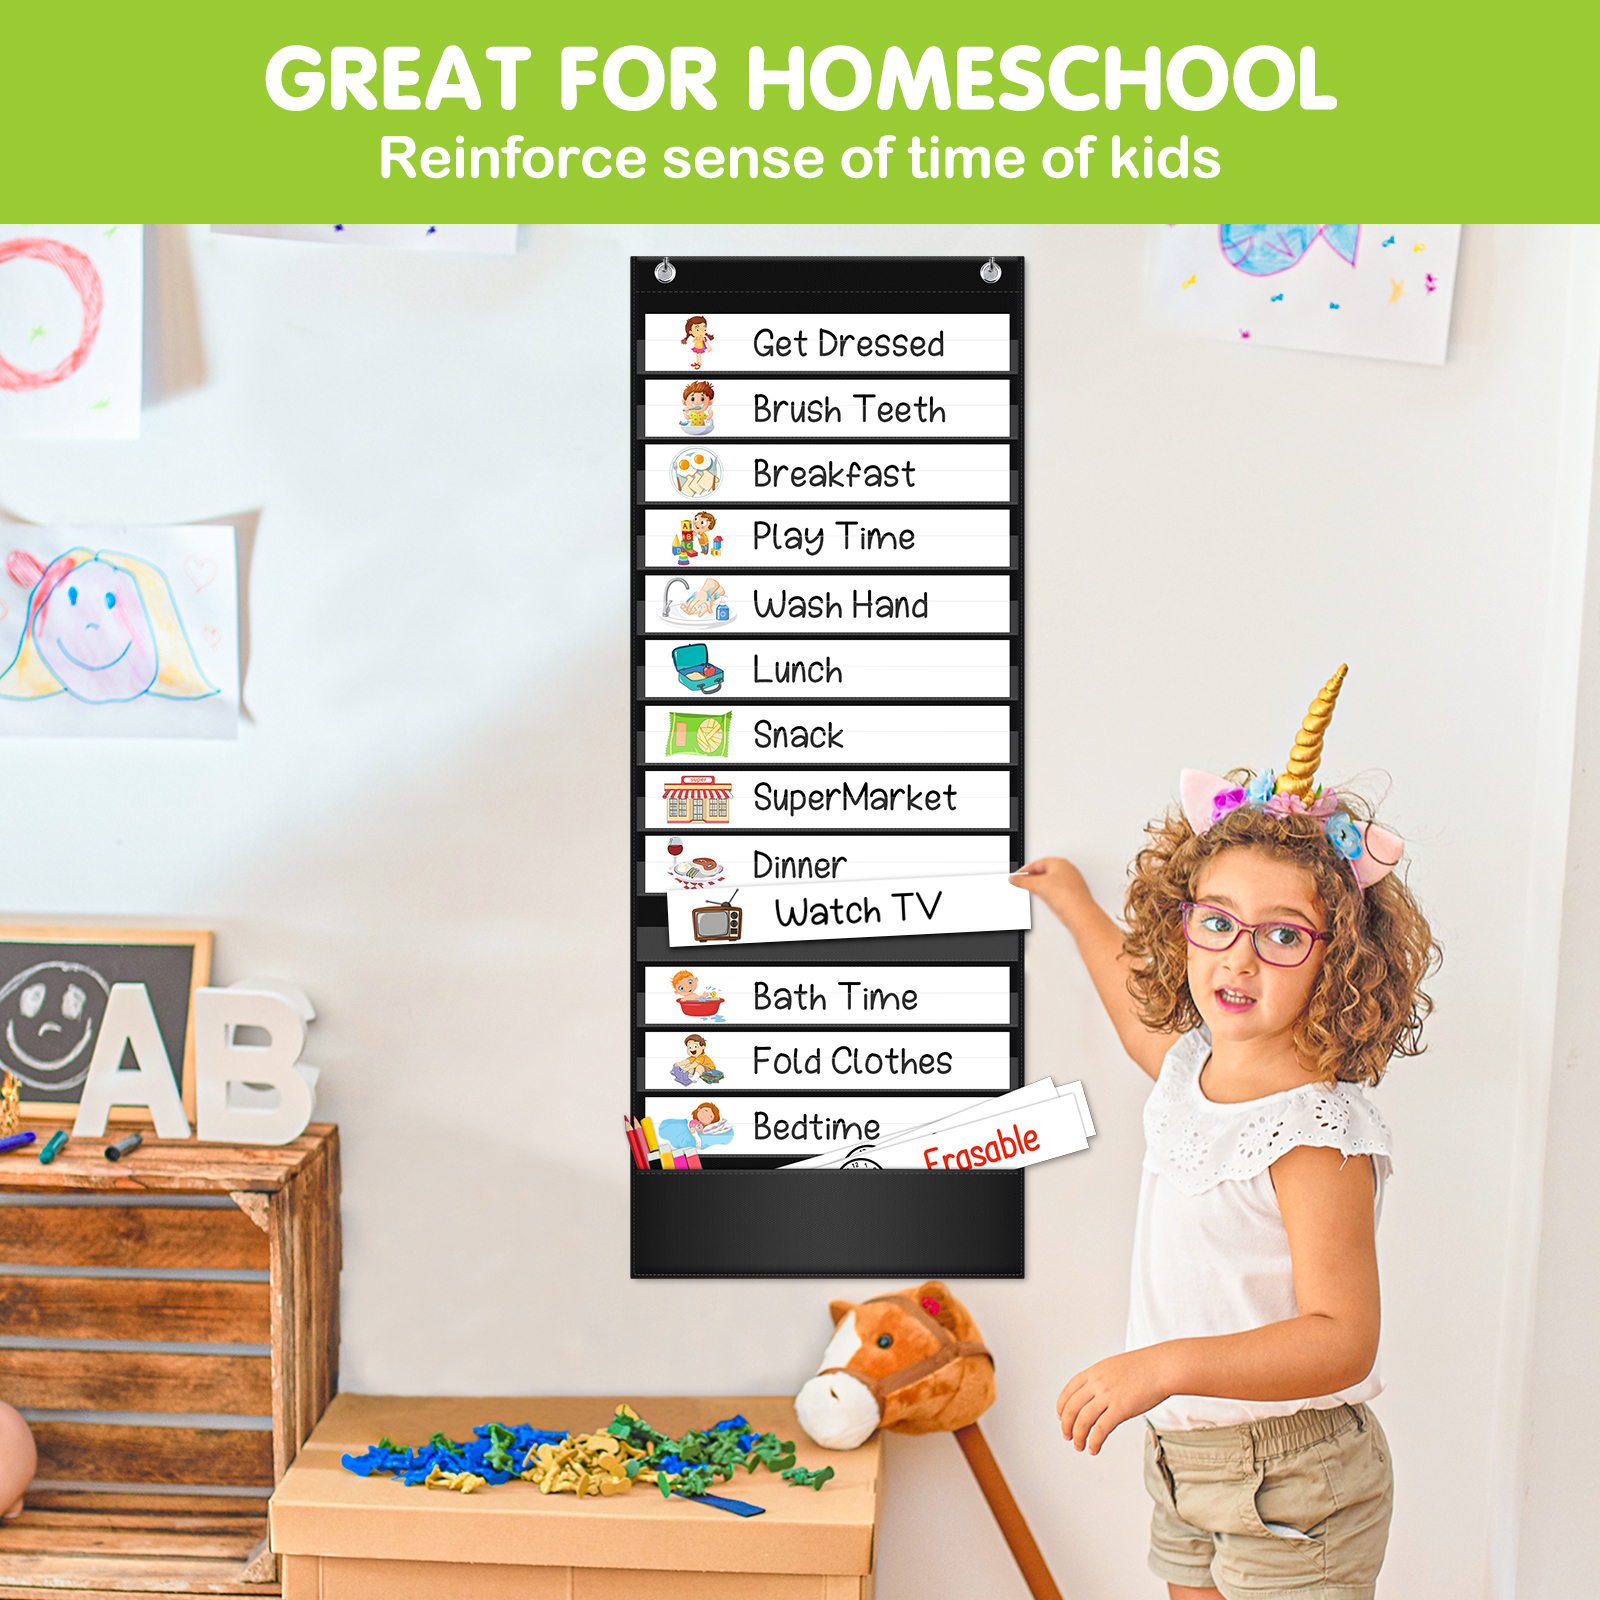 GREAT FOR HOMESCHOOL
Reinforce sense of time of kids
Get Dressed
Brush Teeth
Breakfast
Play Time
Wash Hand
Lunch
Snack
super
SuperMarket
Dinner
Watch TV
Bath Time
Fold Clothes
Bedtime
Erasable
AB